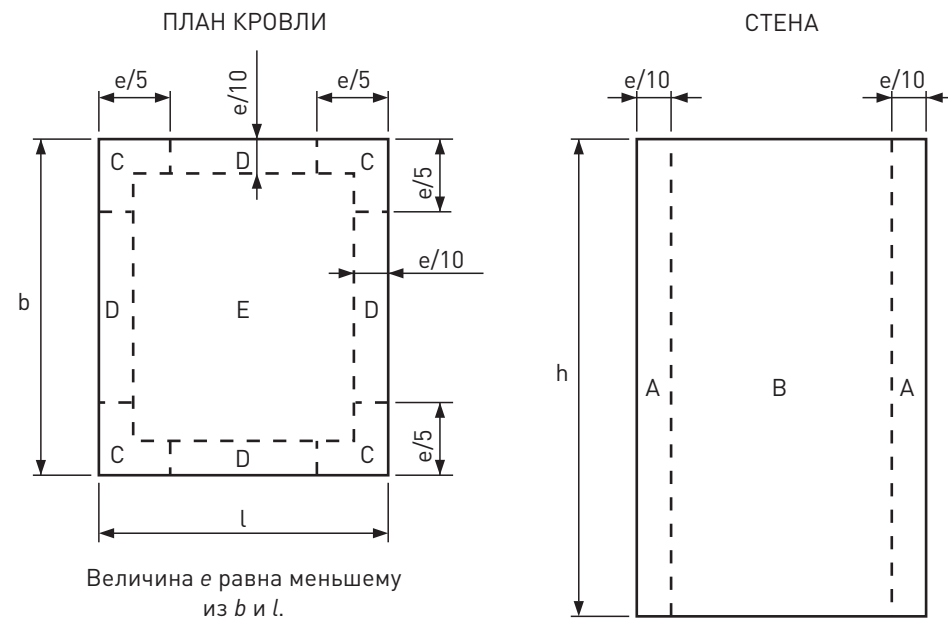 ПЛАН КРОВЛИ
СТЕНА
e/5
e/10
e/5
e/10
e/10
C
D
C
e/5
e/10
b
D
E
D
h
A
B
A
C
D
C
e/5
l
Величина e равна меньшему
из b и l.